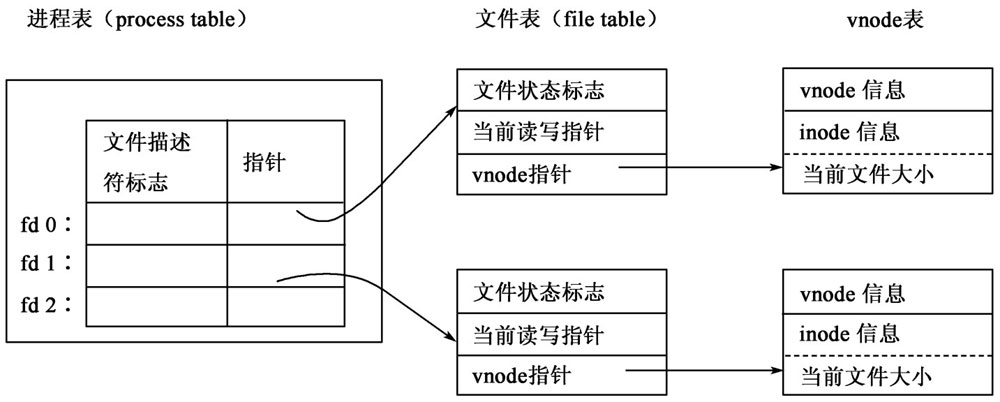 进程表（process table）
文件表（file table）
vnode表
文件描述
符标志
指针
fd 0：
fd 1：
fd 2：
文件状态标志
当前读写指针
vnode指针
vnode 信息
inode 信息
当前文件大小
文件状态标志
当前读写指针
vnode指针
vnode 信息
inode 信息
当前文件大小